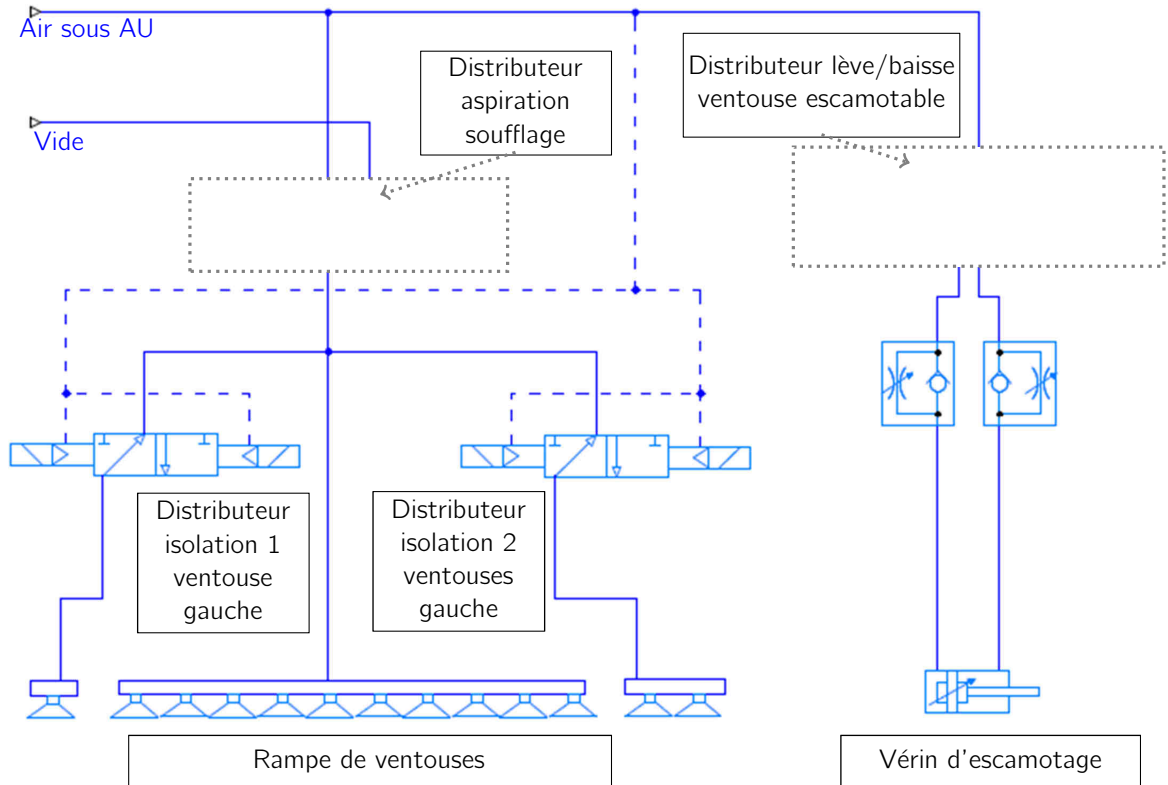 Air sous AU
Vide
Distributeur
aspiration
soufflage
Distributeur lève/baisse
ventouse escamotable
Distributeur
isolation 1
ventouse
gauche
Distributeur
isolation 2
ventouses
gauche
Rampe de ventouses
Vérin d'escamotage